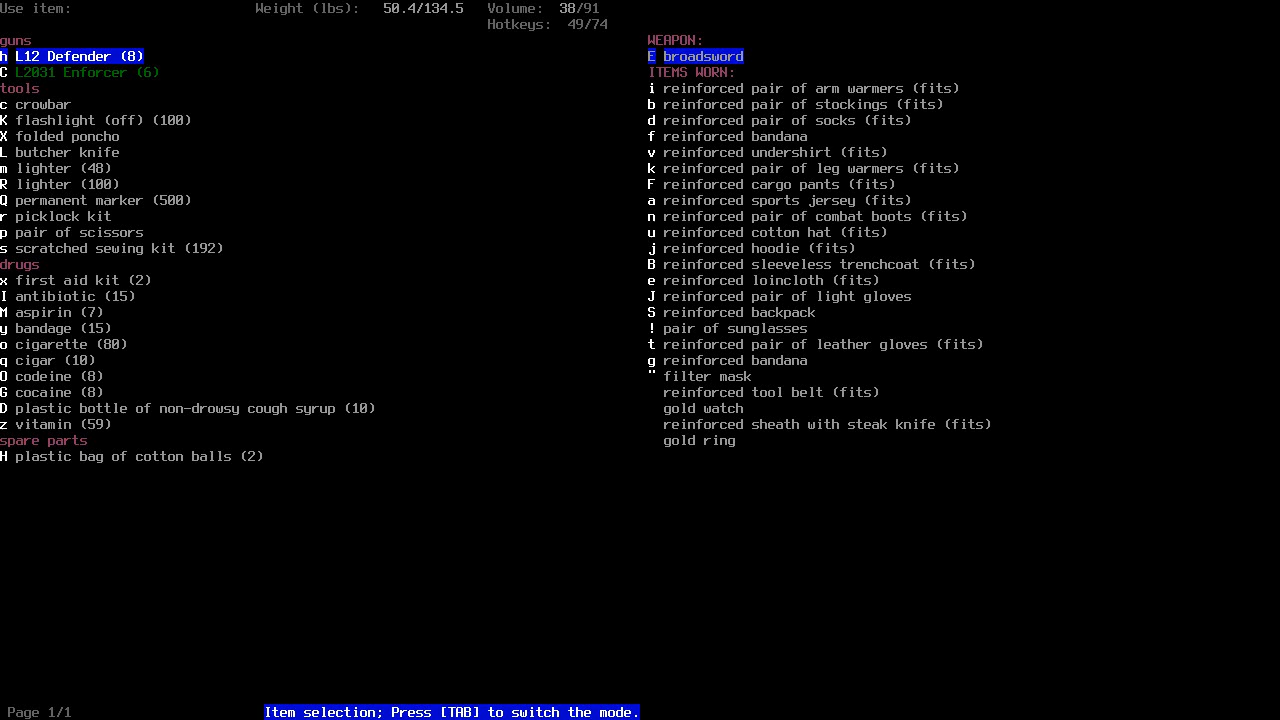 Use item: Weight (lbs): 50.4/134.5 Volume: 38/91
Hotkeys: 49/74
guns
h L12 Defender (8)
C L2031 Enforcer (6)
tools
c crowbar
K flashlight (off) (100)
X folded poncho
L butcher knife
m lighter (48)
R lighter (100)
Q permanent marker (500)
r picklock kit
p pair of scissors
s scratched sewing kit (192)
drugs
x first aid kit (2)
I antibiotic (15)
M aspirin (7)
y bandage (15)
o cigarette (80)
q cigar (10)
O codeine (8)
G cocaine (8)
D plastic bottle of non-drowsy cough syrup (10)
z vitamin (59)
spare parts
H plastic bag of cotton balls (2)
WEAPON:
E broadsword
ITEMS WORN:
i reinforced pair of arm warmers (fits)
b reinforced pair of stockings (fits)
d reinforced pair of socks (fits)
f reinforced bandana
v reinforced undershirt (fits)
k reinforced pair of leg warmers (fits)
F reinforced cargo pants (fits)
a reinforced sports jersey (fits)
n reinforced pair of combat boots (fits)
u reinforced cotton hat (fits)
j reinforced hoodie (fits)
B reinforced sleeveless trenchcoat (fits)
e reinforced loincloth (fits)
J reinforced pair of light gloves
S reinforced backpack
! pair of sunglasses
t reinforced pair of leather gloves (fits)
g reinforced bandana
" filter mask
reinforced tool belt (fits)
gold watch
reinforced sheath with steak knife (fits)
gold ring
Page 1/1 Item selection; Press [TAB] to switch the mode.